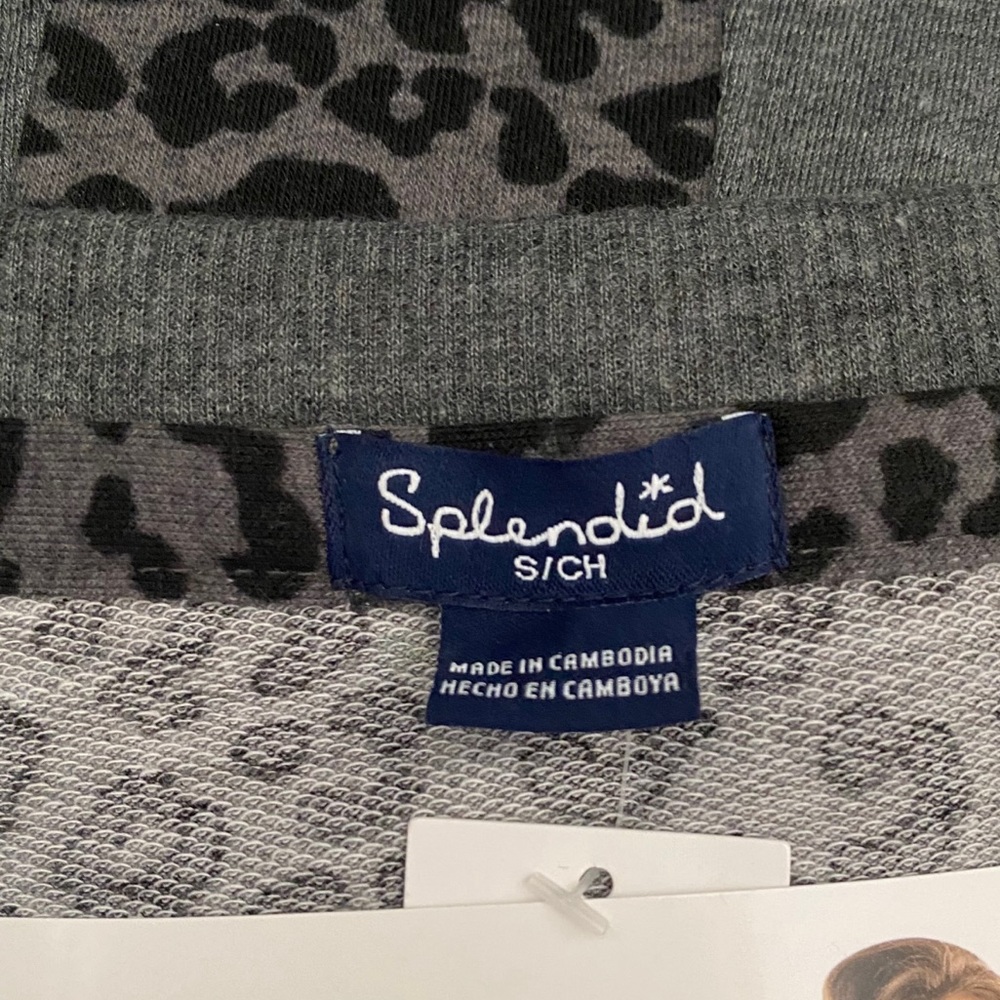 Splendid
S/CH
MADE IN CAMBODIA
HECHO EN CAMBOYA